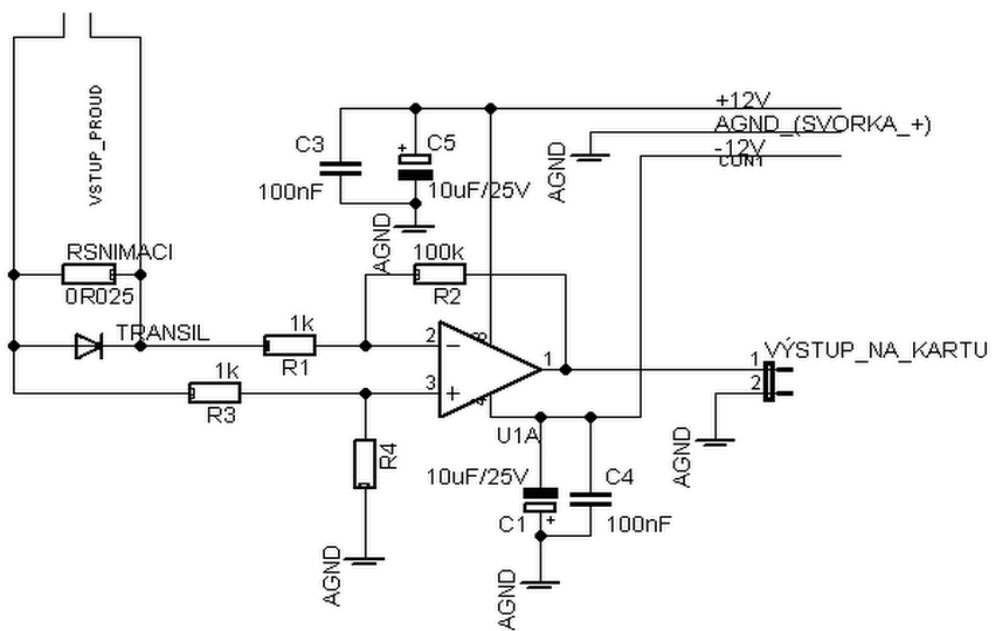 VSTUP_PROUD
+12V
AGND_(SVORKA_+)
-12V
CON1
AGND
C3
100nF
+
C5
10uF/25V
AGND
RSNIMACI
0R025
TRANSIL
100k
R2
1k
R1
1k
R3
2
3
8
4
1
U1A
VÝSTUP_NA_KARTU
1
2
AGND
R4
AGND
10uF/25V
C1
+
C4
100nF
AGND